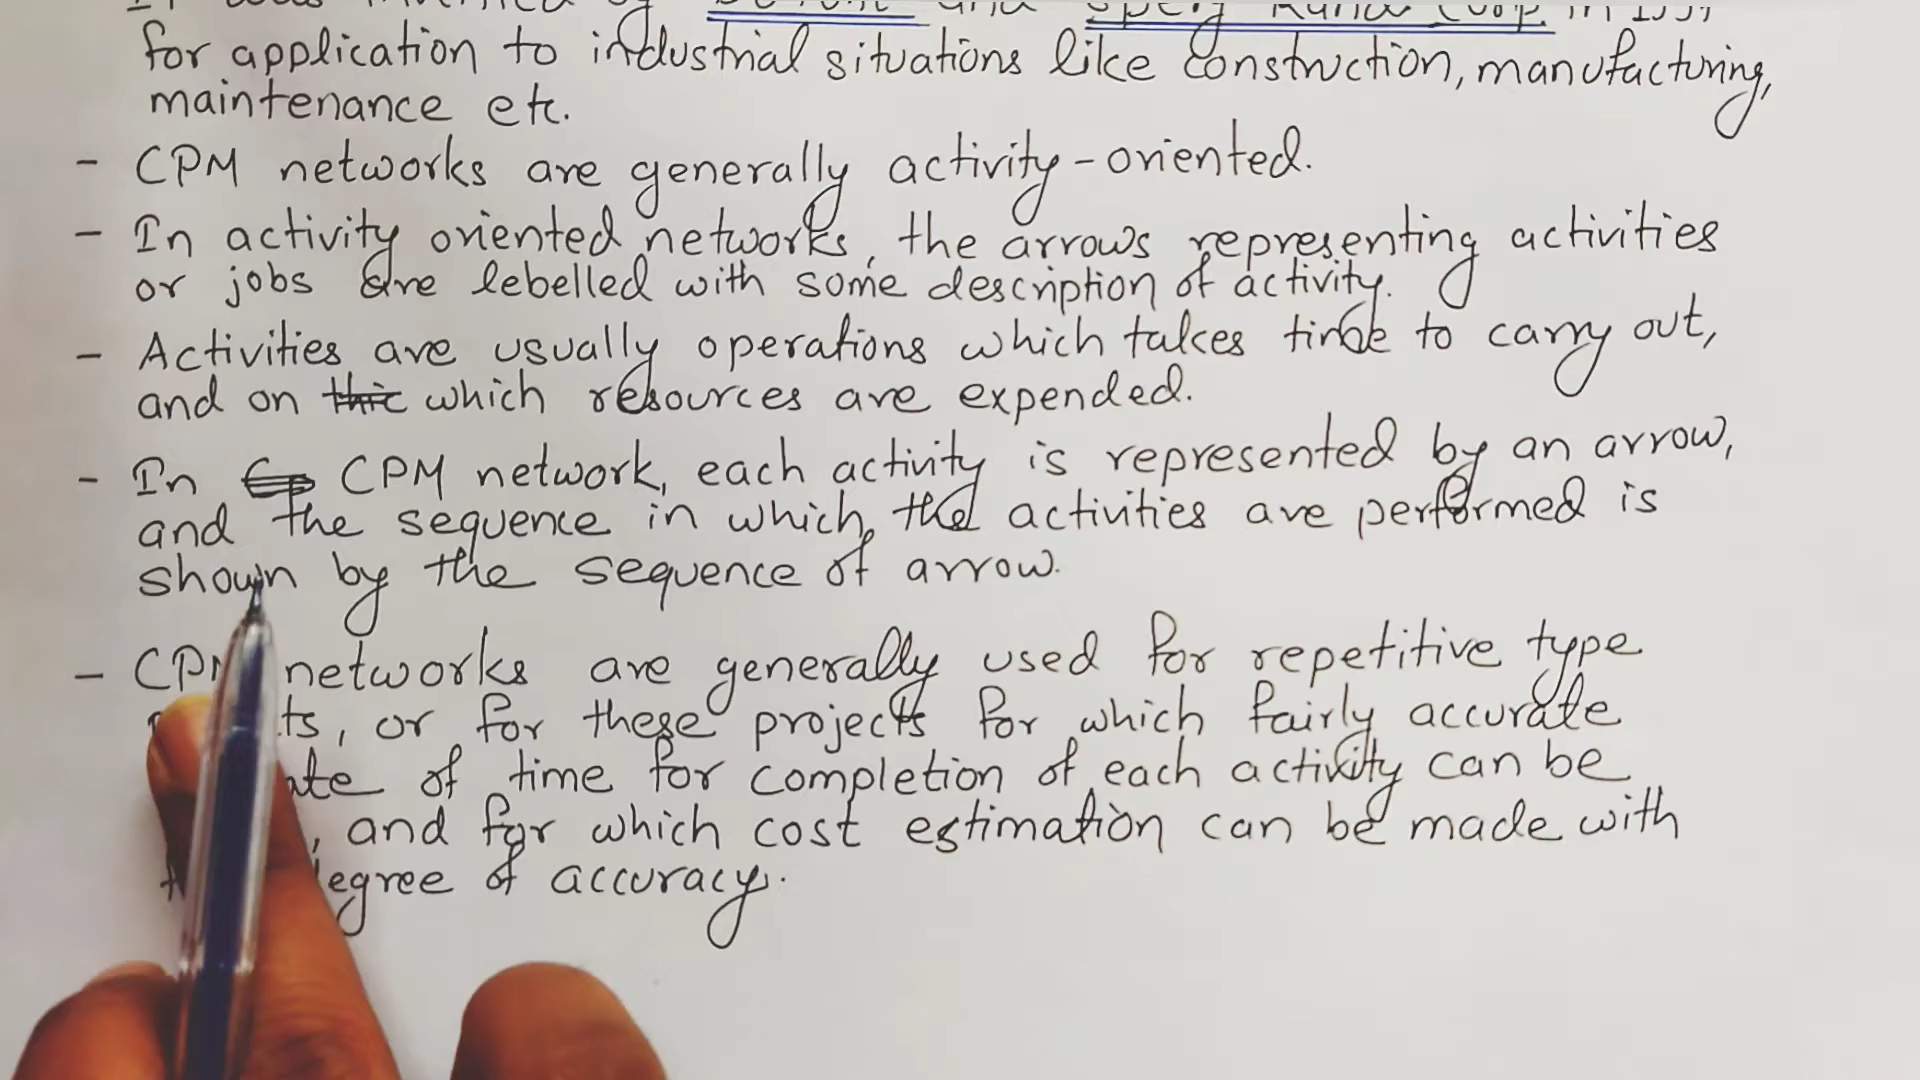 for application to industrial situations like construction, manufacturing,
maintenance etc.
- CPM networks are generally activity-oriented.
- In activity oriented networks, the arrows representing activities
or jobs are lebelled with some description of activity.
- Activities are usually operations which takes time to carry out,
and on which resources are expended.
- In CPM network, each activity is represented by an arrow,
and the sequence in which the activities are performed is
shown by the sequence of arrow.
- CPM networks are generally used for repetitive type
or for these projects for which fairly accurate
of time for completion of each activity can be
, and for which cost estimation can be made with
degree of accuracy.